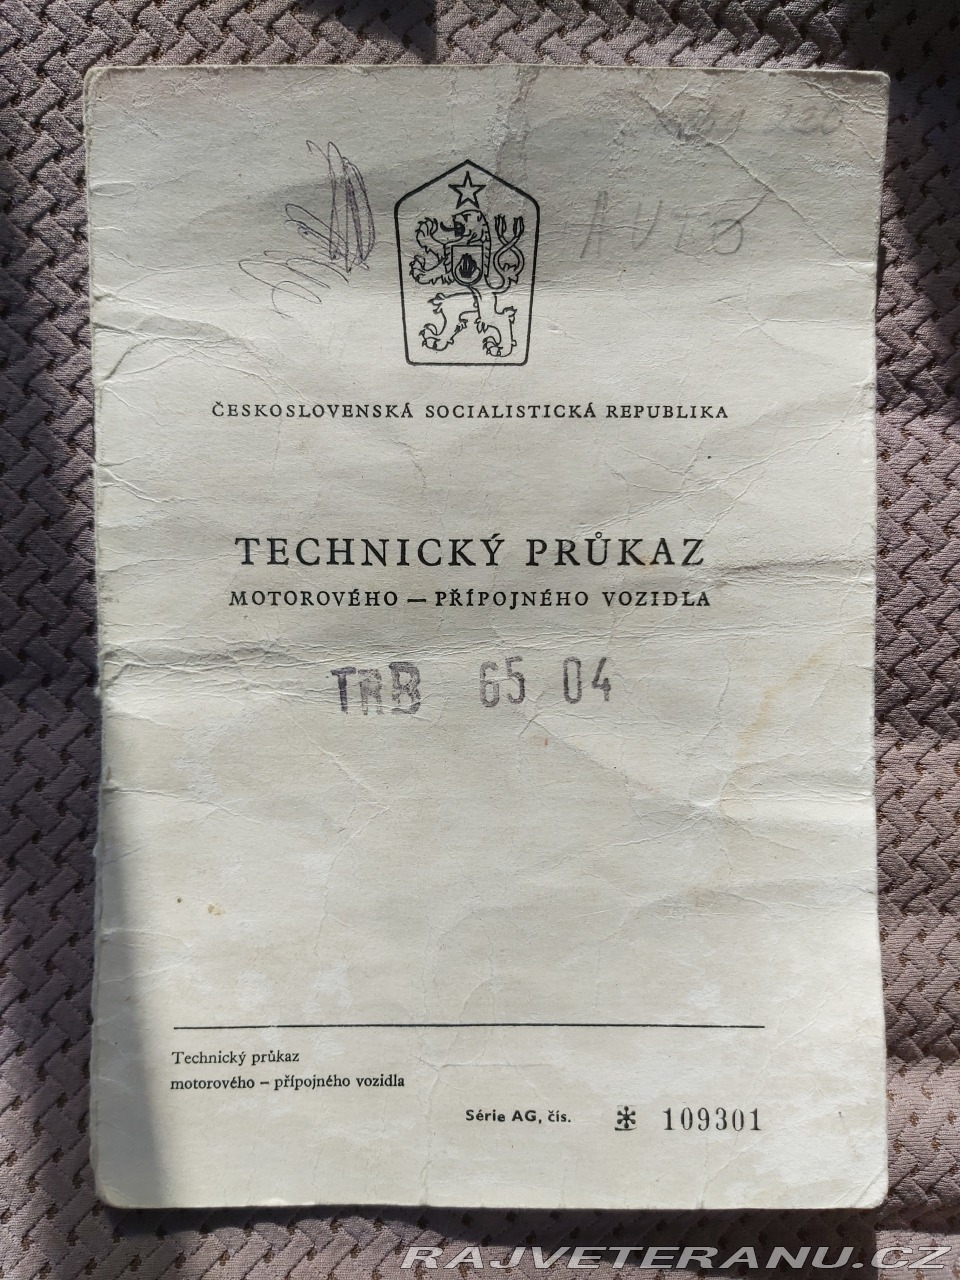 AUTO
ČESKOSLOVENSKÁ SOCIALISTICKÁ REPUBLIKA
TECHNICKÝ PRŮKAZ
MOTOROVÉHO — PŘÍPOJNÉHO VOZIDLA
TRB 65 04
Technický průkaz
motorového – přípojného vozidla
Série AG, čís. * 109301
RAJVETERANU.CZ